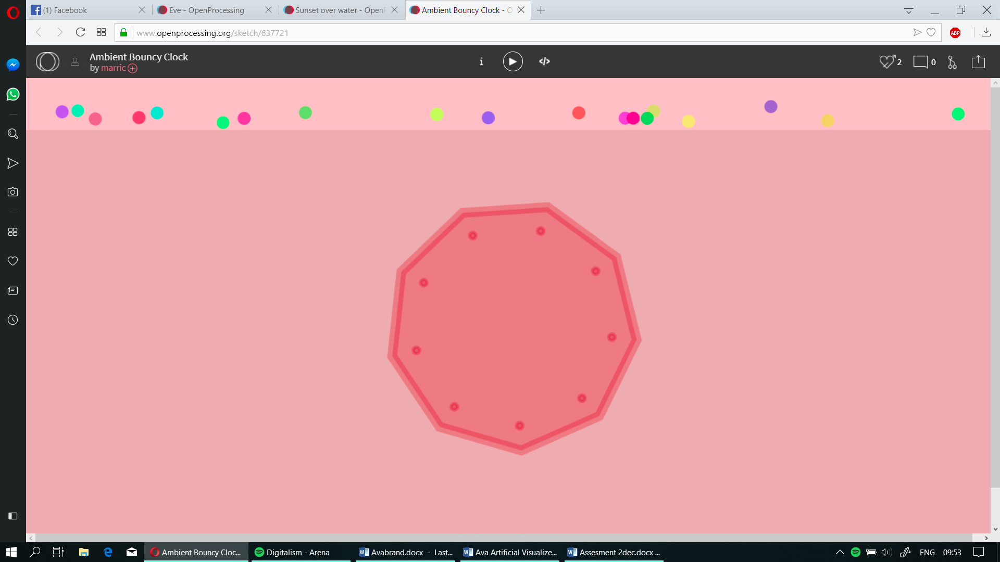 (1) Facebook
Eve - OpenProcessing
Sunset over water - OpenP
Ambient Bouncy Clock - O
www.openprocessing.org/sketch/637721
ABP
Ambient Bouncy Clock
by marric
i
</>
2
0
Ambient Bouncy Cloc...
Digitalism - Arena
Avabrand.docx - Last...
Ava Artificial Visualize...
Assesment 2dec.docx ...
ENG
09:53